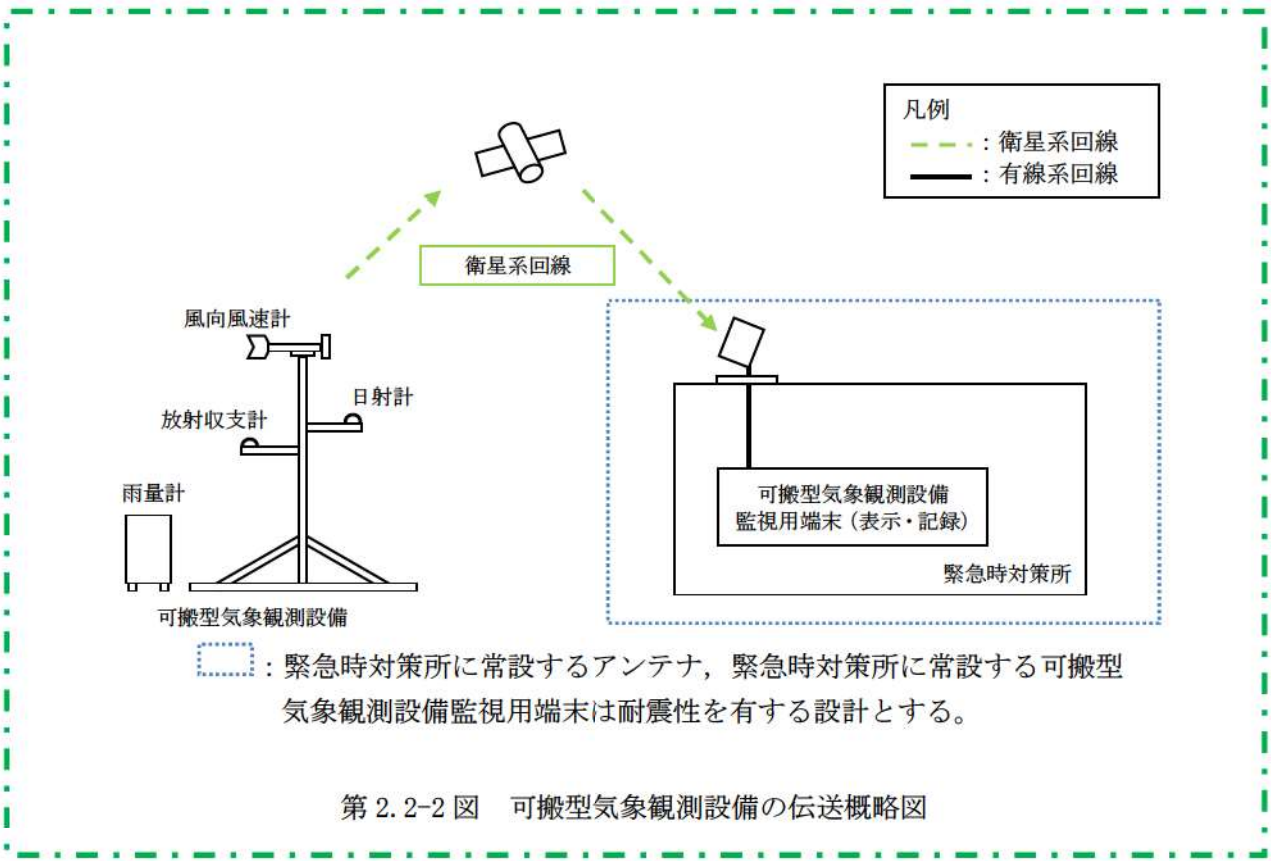 凡例
：衛星系回線
：有線系回線
衛星系回線
風向風速計
日射計
放射収支計
雨量計
可搬型気象観測設備
可搬型気象観測設備
監視用端末（表示・記録）
緊急時対策所
：緊急時対策所に常設するアンテナ，緊急時対策所に常設する可搬型
気象観測設備監視用端末は耐震性を有する設計とする。
第 2.2-2 図　可搬型気象観測設備の伝送概略図